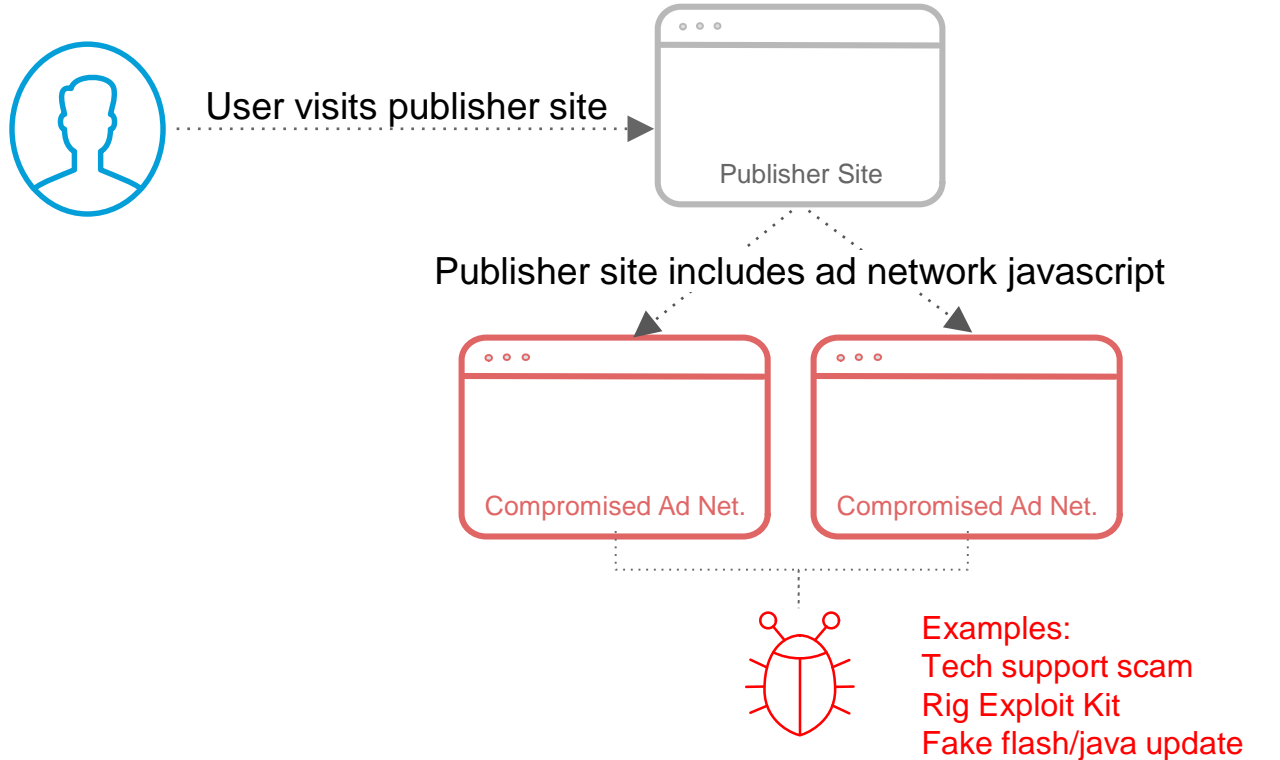 User visits publisher site
Publisher Site
Publisher site includes ad network javascript
Compromised Ad Net.
Compromised Ad Net.
Examples:
Tech support scam
Rig Exploit Kit
Fake flash/java update